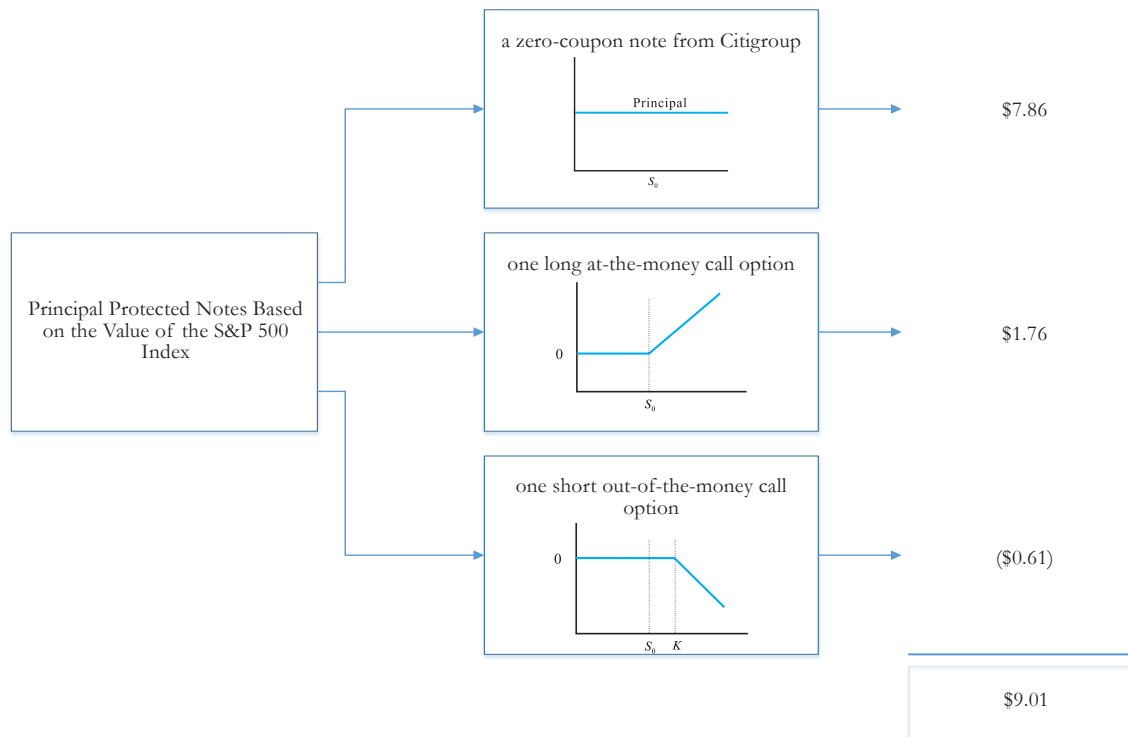 a zero-coupon note from Citigroup
Principal
S₀
$7.86
Principal Protected Notes Based
on the Value of the S&P 500
Index
one long at-the-money call option
0
S₀
$1.76
one short out-of-the-money call
option
0
S₀ K
($0.61)
$9.01